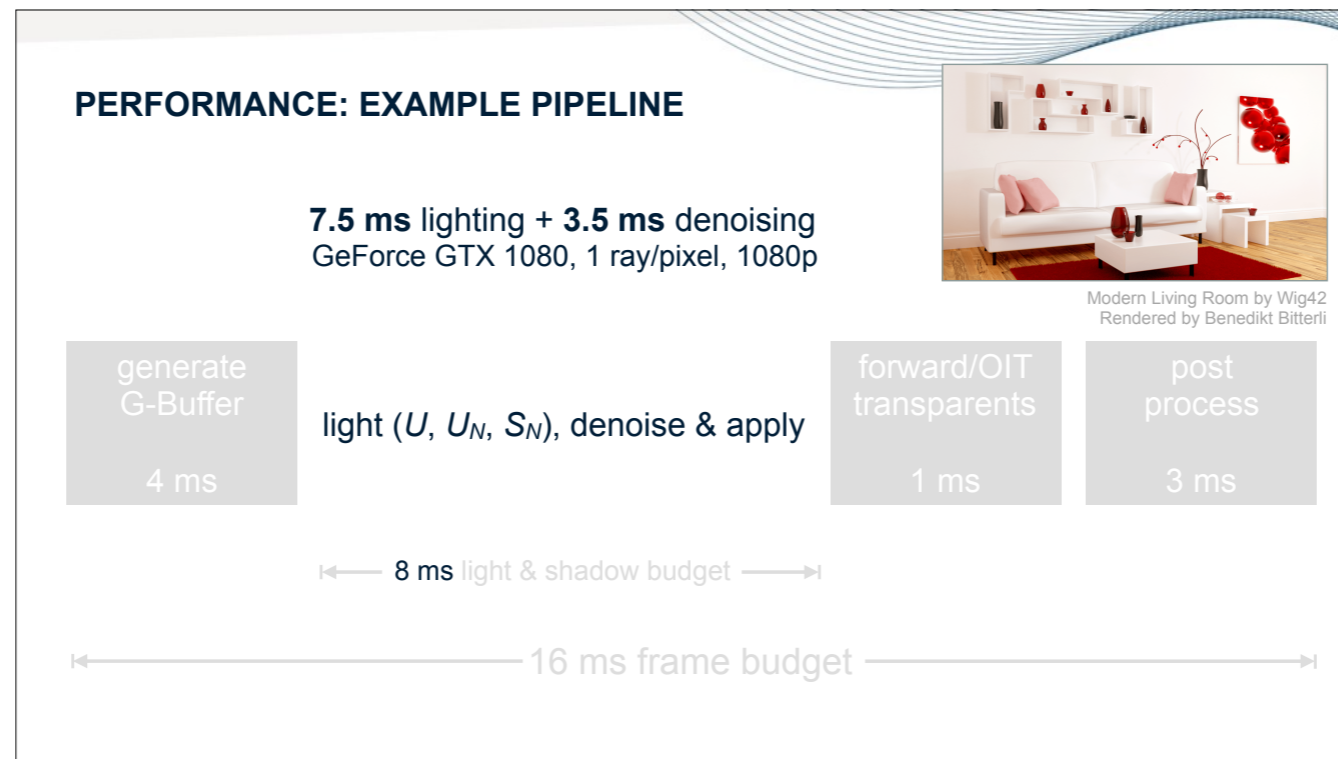 PERFORMANCE: EXAMPLE PIPELINE
7.5 ms lighting + 3.5 ms denoising
GeForce GTX 1080, 1 ray/pixel, 1080p
Modern Living Room by Wig42
Rendered by Benedikt Bitterli
generate
G-Buffer
4 ms
light (U, UN, SN), denoise & apply
forward/OIT
transparents
1 ms
post
process
3 ms
8 ms light & shadow budget
16 ms frame budget